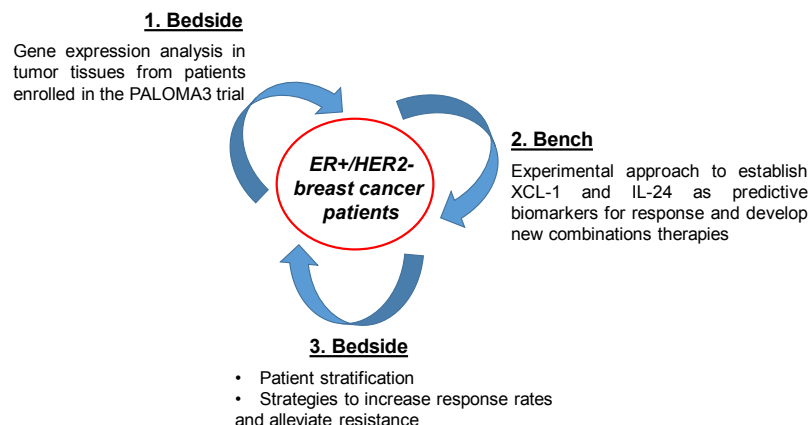 1. Bedside
Gene expression analysis in
tumor tissues from patients
enrolled in the PALOMA3 trial
ER+/HER2-
breast cancer
patients
2. Bench
Experimental approach to establish
XCL-1 and IL-24 as predictive
biomarkers for response and develop
new combinations therapies
3. Bedside
• Patient stratification
• Strategies to increase response rates
and alleviate resistance